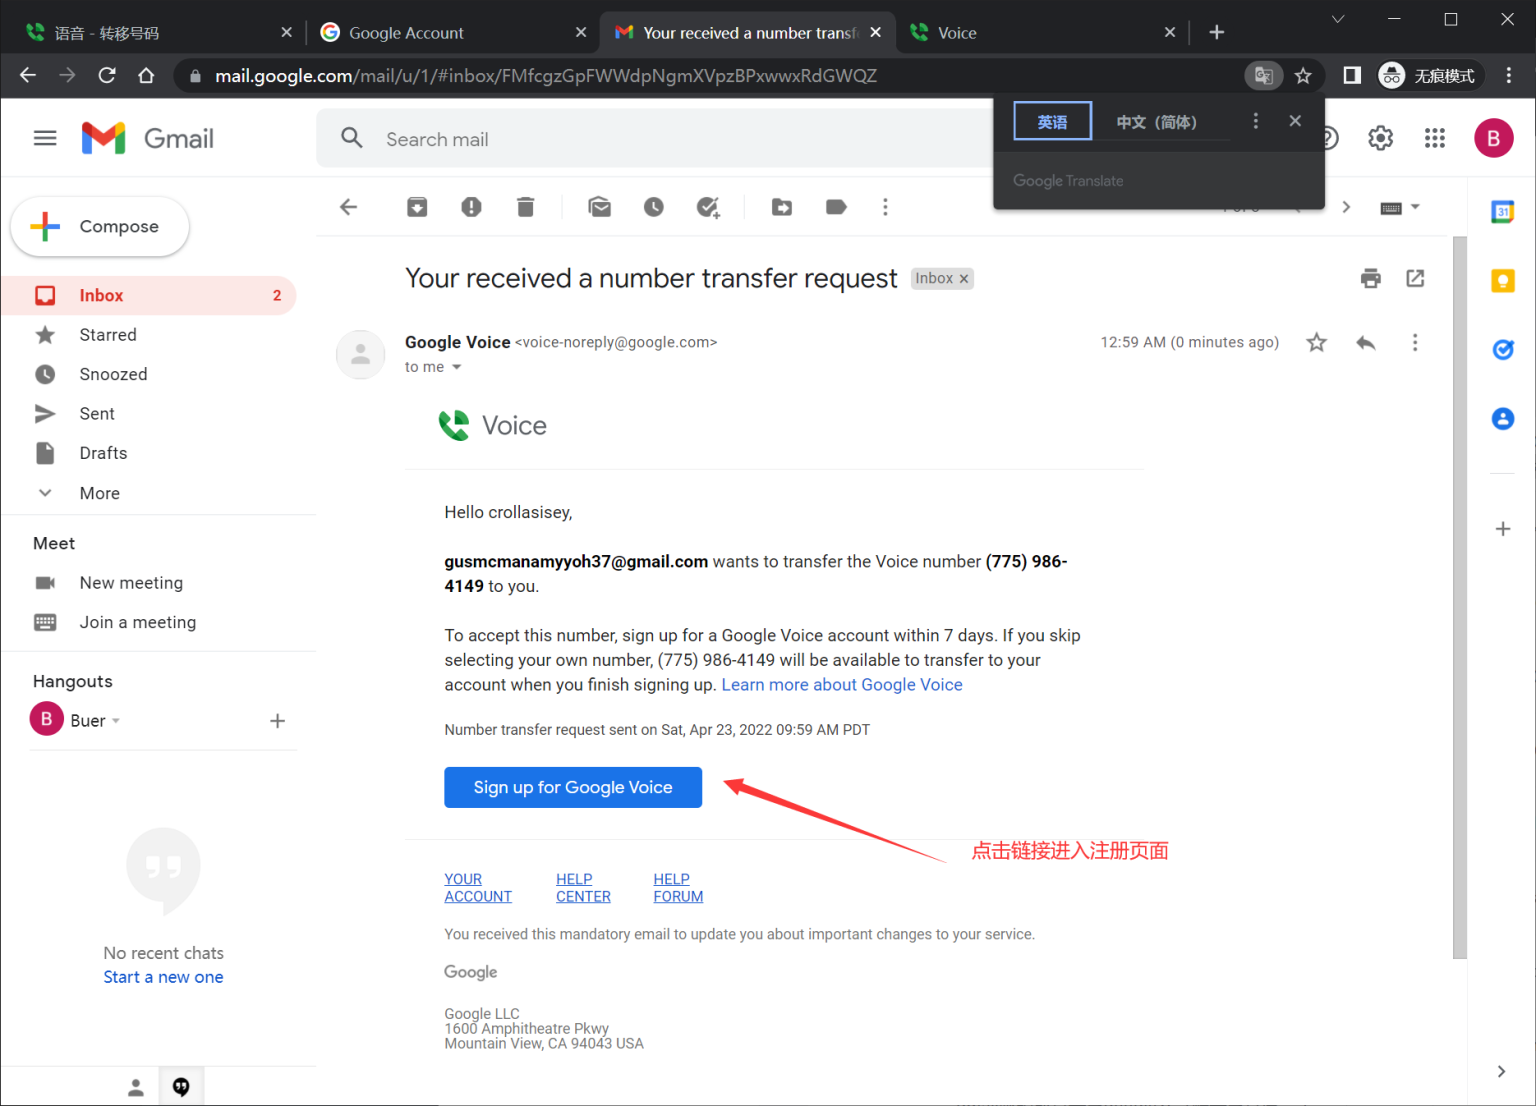 语音 - 转移号码
Google Account
Your received a number transf
Voice
mail.google.com/mail/u/1/#inbox/FMfcgzGpFWWdpNgmXVpzBPxwwxRdGWQZ
无痕模式
Gmail
Search mail
英语
中文（简体）
Google Translate
B
Compose
31
Inbox
2
Starred
Snoozed
Sent
Drafts
More
Meet
New meeting
Join a meeting
Hangouts
B
Buer
No recent chats
Start a new one
Your received a number transfer request
Inbox
Google Voice <voice-noreply@google.com>
12:59 AM (0 minutes ago)
to me
Voice
Hello crollasisey,
gusmcmanamyyoh37@gmail.com wants to transfer the Voice number (775) 986-
4149 to you.
To accept this number, sign up for a Google Voice account within 7 days. If you skip
selecting your own number, (775) 986-4149 will be available to transfer to your
account when you finish signing up. Learn more about Google Voice
Number transfer request sent on Sat, Apr 23, 2022 09:59 AM PDT
Sign up for Google Voice
点击链接进入注册页面
YOUR ACCOUNT
HELP CENTER
HELP FORUM
You received this mandatory email to update you about important changes to your service.
Google
Google LLC
1600 Amphitheatre Pkwy
Mountain View, CA 94043 USA